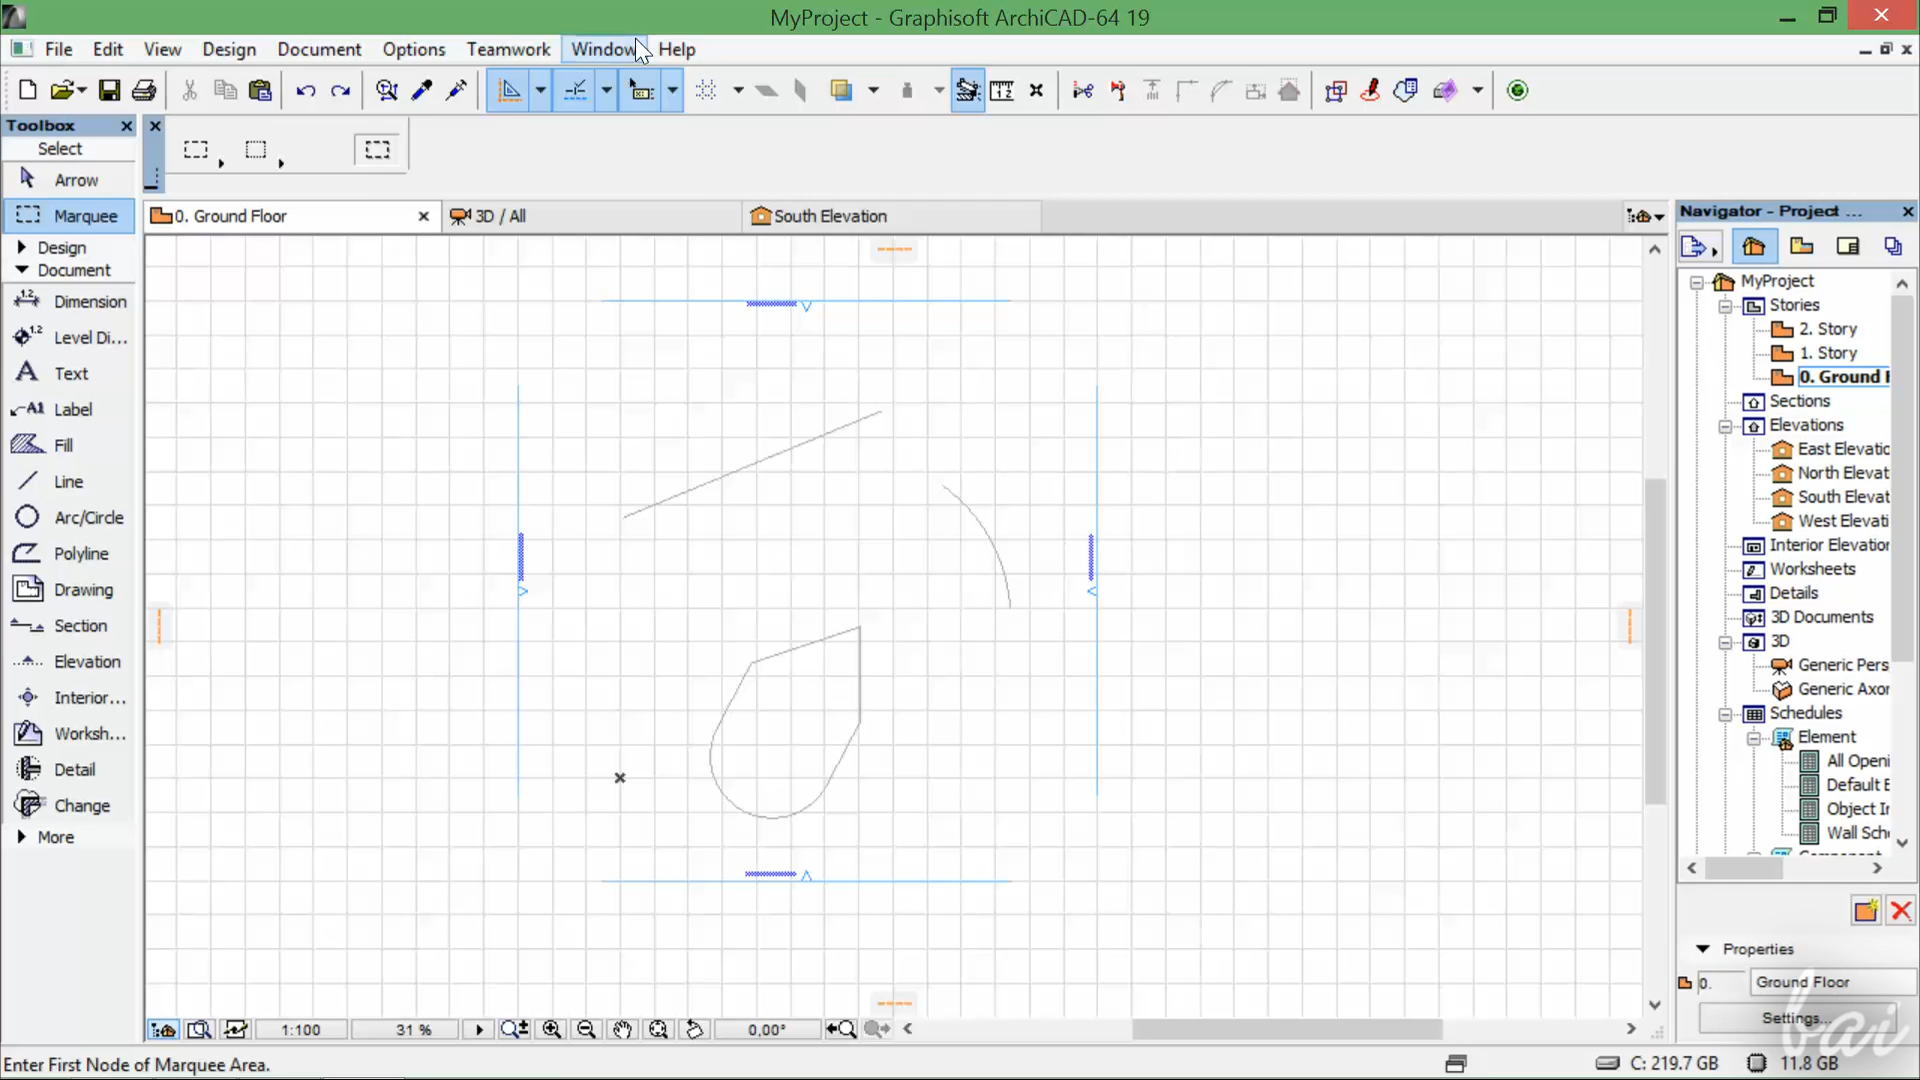 MyProject - Graphisoft ArchiCAD-64 19
File Edit View Design Document Options Teamwork Window Help
Toolbox
Select
Arrow
Marquee
Design
Document
Dimension
Level Di...
Text
Label
Fill
Line
Arc/Circle
Polyline
Drawing
Section
Elevation
Interior...
Worksh...
Detail
Change
More
0. Ground Floor
3D / All
South Elevation
Navigator - Project ...
MyProject
Stories
2. Story
1. Story
0. Ground F
Sections
Elevations
East Elevatic
North Elevat
South Elevat
West Elevati
Interior Elevation
Worksheets
Details
3D Documents
3D
Generic Pers
Generic Axor
Schedules
Element
All Openi
Default E
Object In
Wall Sche
Properties
0. Ground Floor
Settings...
1:100
31 %
0,00°
Enter First Node of Marquee Area.
C: 219.7 GB
11.8 GB
bai